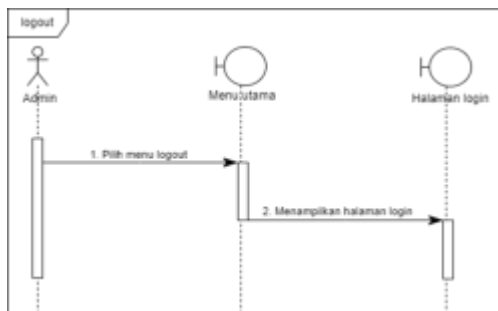 logout
Admin
Menu utama
Halaman login
1. Pilih menu logout
2. Menampilkan halaman login